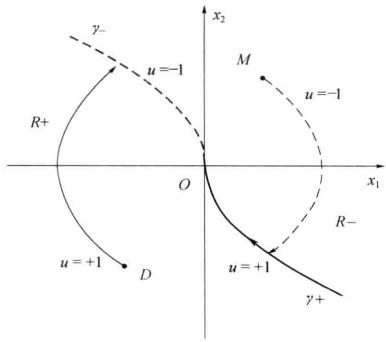 x₂
γ−
u=−1
M
u=−1
R+
O
x₁
R−
u = +1
D
u= +1
γ+